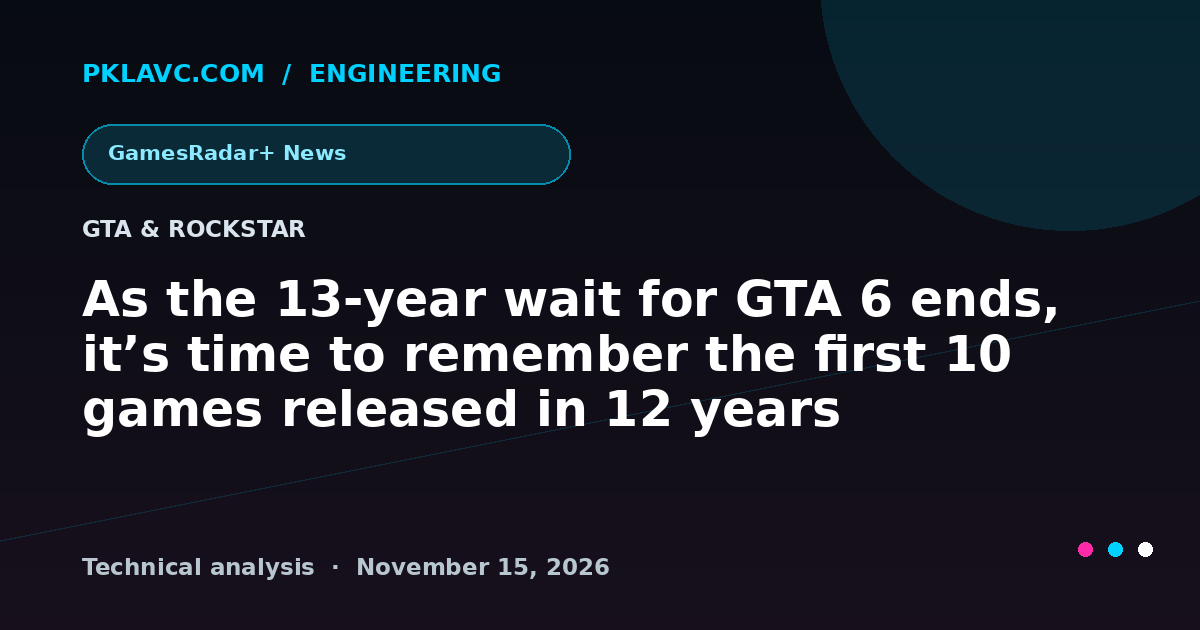 PKLAVC.COM / ENGINEERING
GamesRadar+ News
GTA & ROCKSTAR
As the 13-year wait for GTA 6 ends,
it’s time to remember the first 10
games released in 12 years
Technical analysis · November 15, 2026